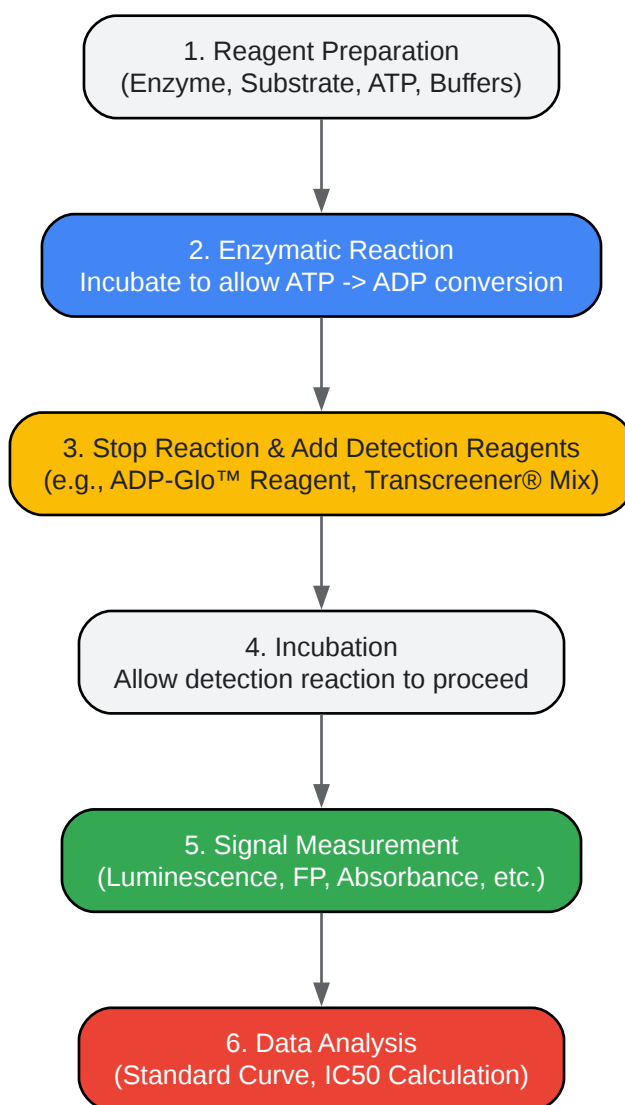 1. Reagent Preparation
(Enzyme, Substrate, ATP, Buffers)
2. Enzymatic Reaction
Incubate to allow ATP -> ADP conversion
3. Stop Reaction & Add Detection Reagents
(e.g., ADP-Glo™ Reagent, Transcreener® Mix)
4. Incubation
Allow detection reaction to proceed
5. Signal Measurement
(Luminescence, FP, Absorbance, etc.)
6. Data Analysis
(Standard Curve, IC50 Calculation)